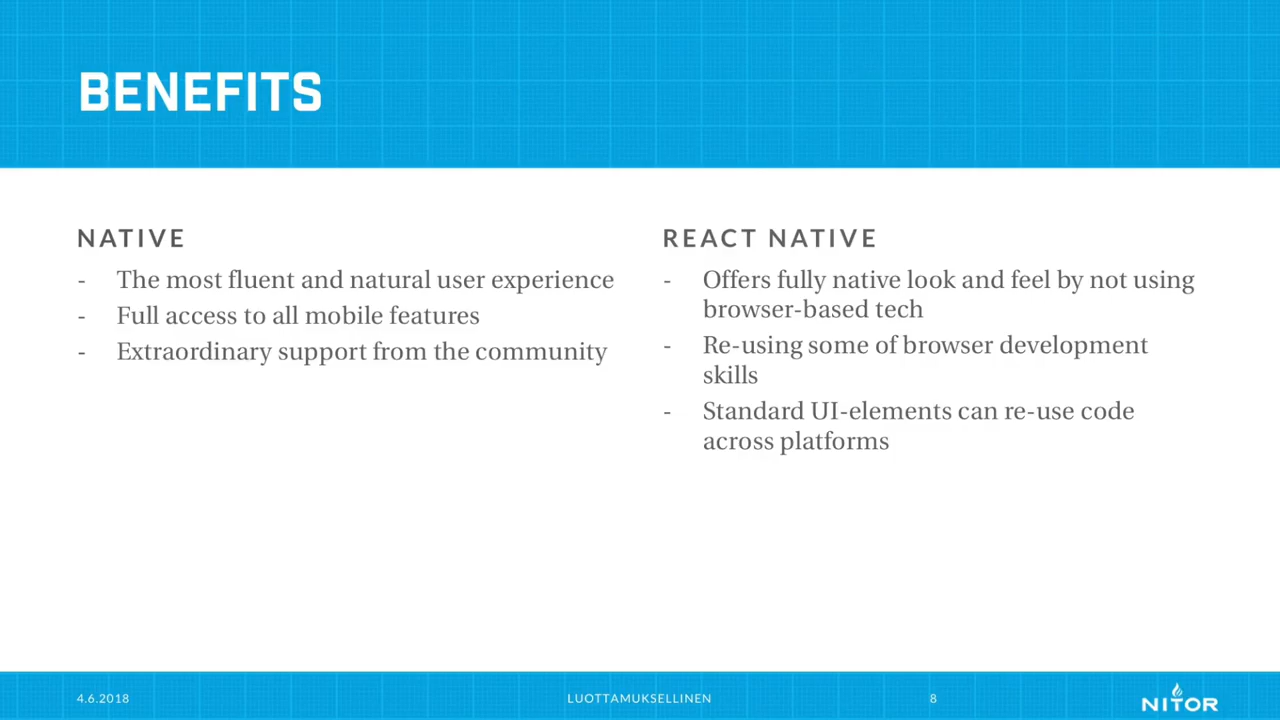 BENEFITS
NATIVE
- The most fluent and natural user experience
- Full access to all mobile features
- Extraordinary support from the community
REACT NATIVE
- Offers fully native look and feel by not using
browser-based tech
- Re-using some of browser development
skills
- Standard UI-elements can re-use code
across platforms
4.6.2018
LUOTTAMUKSELLINEN
8
NITOR